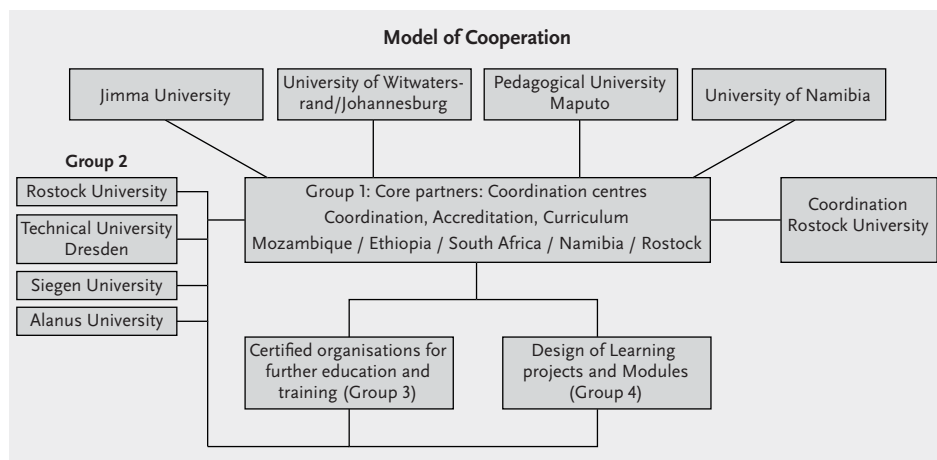 Model of Cooperation
Jimma University
University of Witwaters-
rand/Johannesburg
Pedagogical University
Maputo
University of Namibia
Group 2
Rostock University
Technical University
Dresden
Siegen University
Alanus University
Group 1: Core partners: Coordination centres
Coordination, Accreditation, Curriculum
Mozambique / Ethiopia / South Africa / Namibia / Rostock
Coordination
Rostock University
Certified organisations for
further education and
training (Group 3)
Design of Learning
projects and Modules
(Group 4)